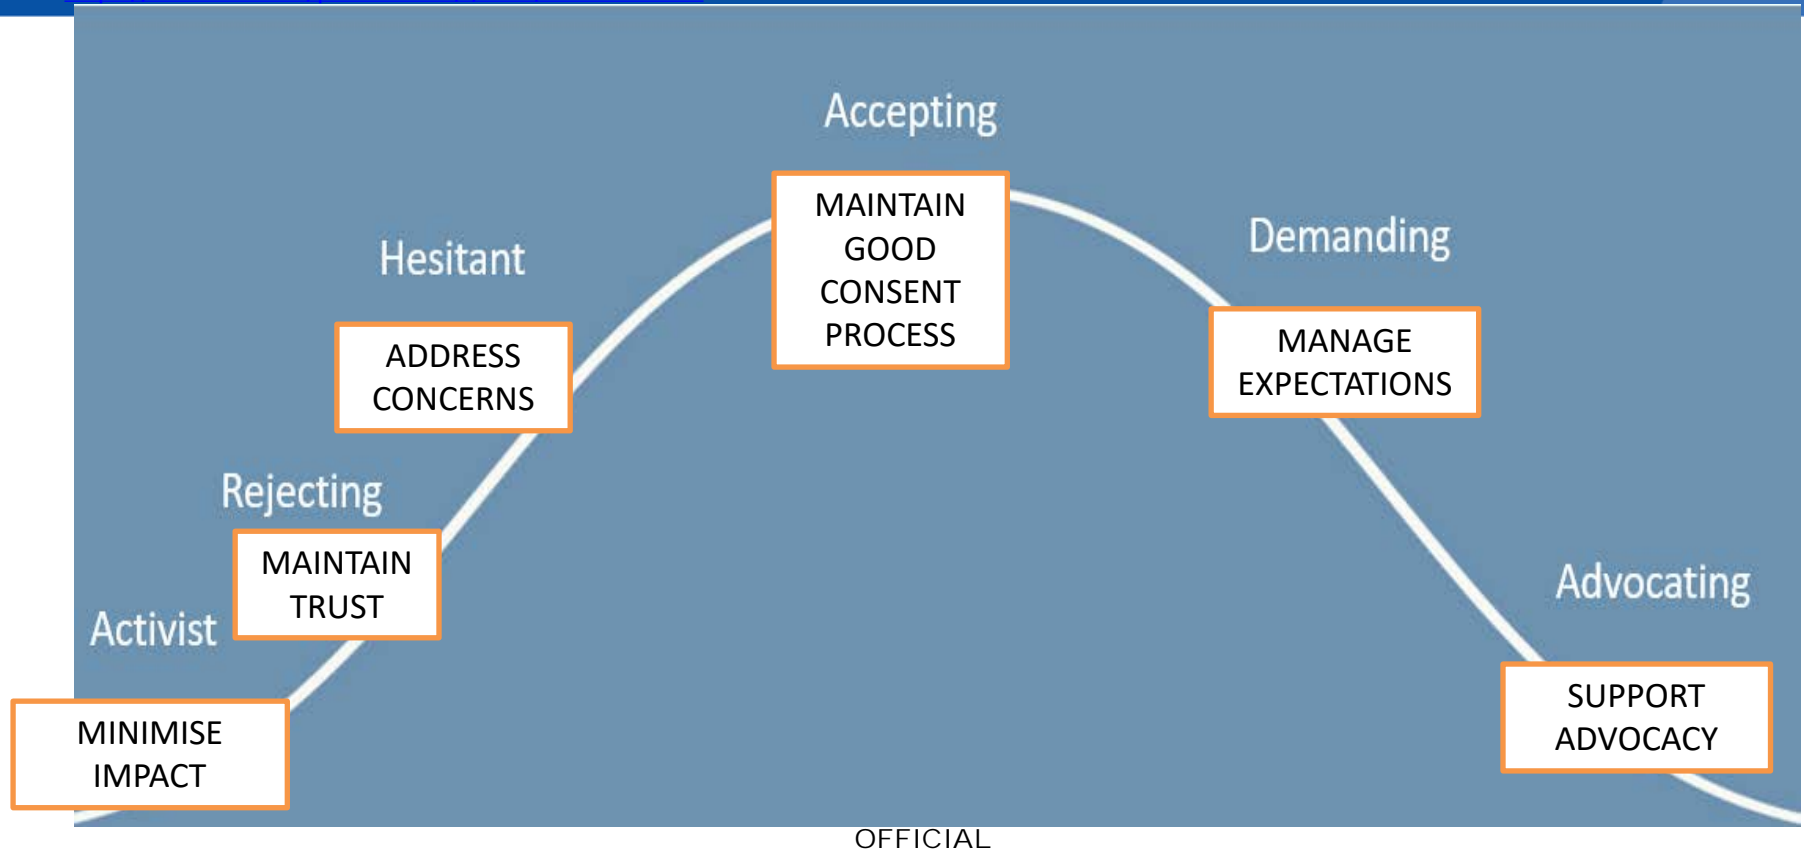 Accepting
MAINTAIN
GOOD
CONSENT
PROCESS
Hesitant
ADDRESS
CONCERNS
Demanding
MANAGE
EXPECTATIONS
Rejecting
MAINTAIN
TRUST
Activist
MINIMISE
IMPACT
Advocating
SUPPORT
ADVOCACY
OFFICIAL